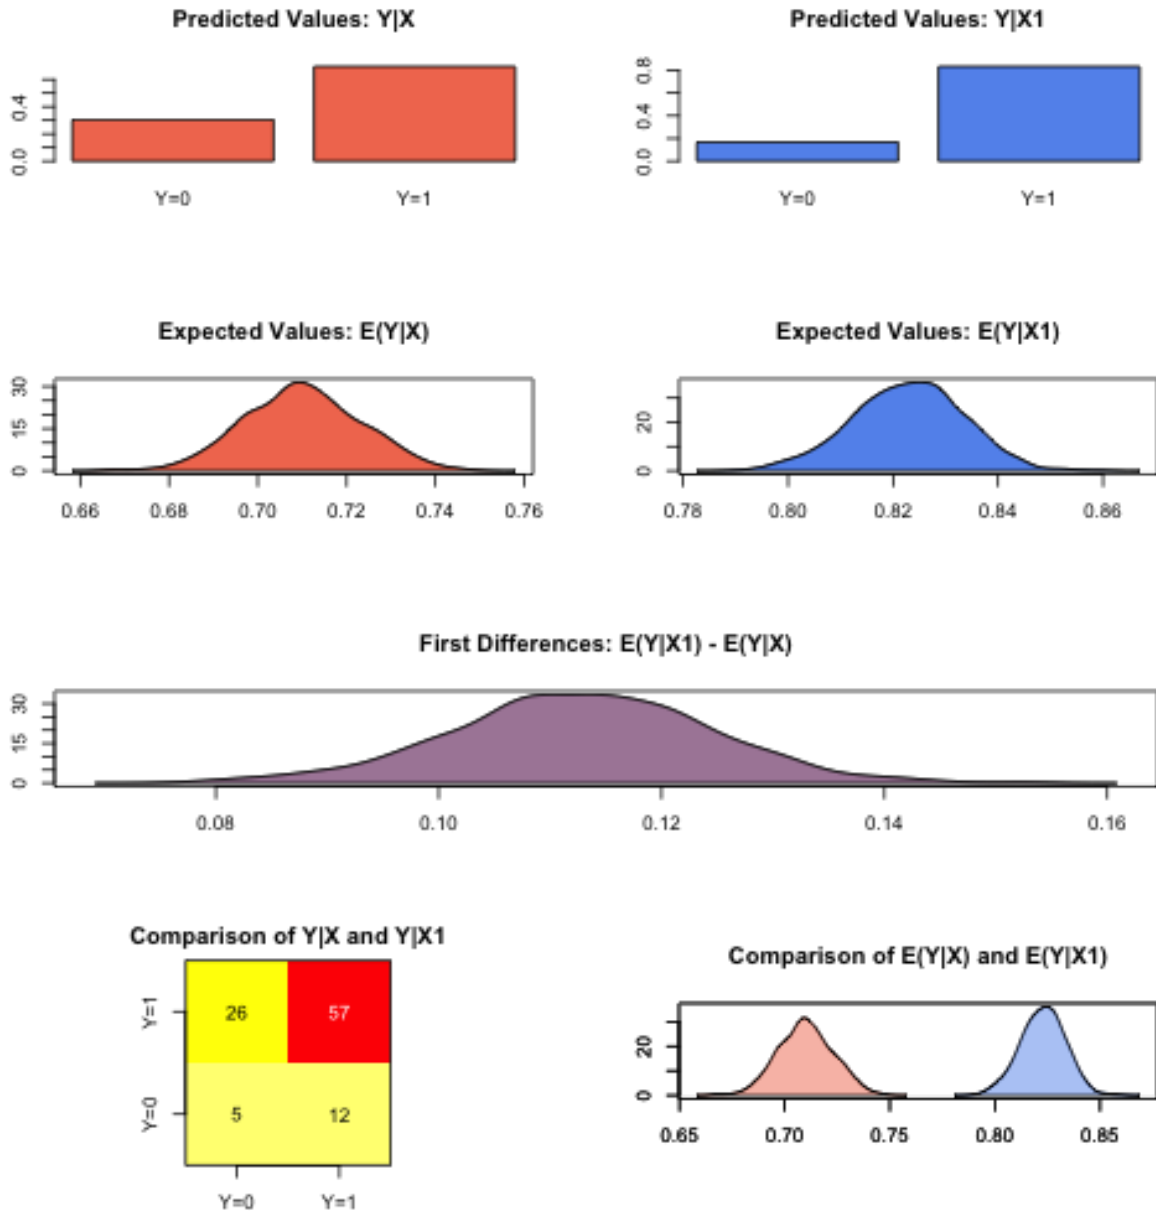 Predicted Values: Y|X
0.4
0.0
Y=0 Y=1
Predicted Values: Y|X1
0.8
0.4
0.0
Y=0 Y=1
Expected Values: E(Y|X)
30
15
0
0.66 0.68 0.70 0.72 0.74 0.76
Expected Values: E(Y|X1)
20
0
0.78 0.80 0.82 0.84 0.86
First Differences: E(Y|X1) - E(Y|X)
30
15
0
0.08 0.10 0.12 0.14 0.16
Comparison of Y|X and Y|X1
Y=1
26 57
Y=0
5 12
Y=0 Y=1
Comparison of E(Y|X) and E(Y|X1)
20
0
0.65 0.70 0.75 0.80 0.85